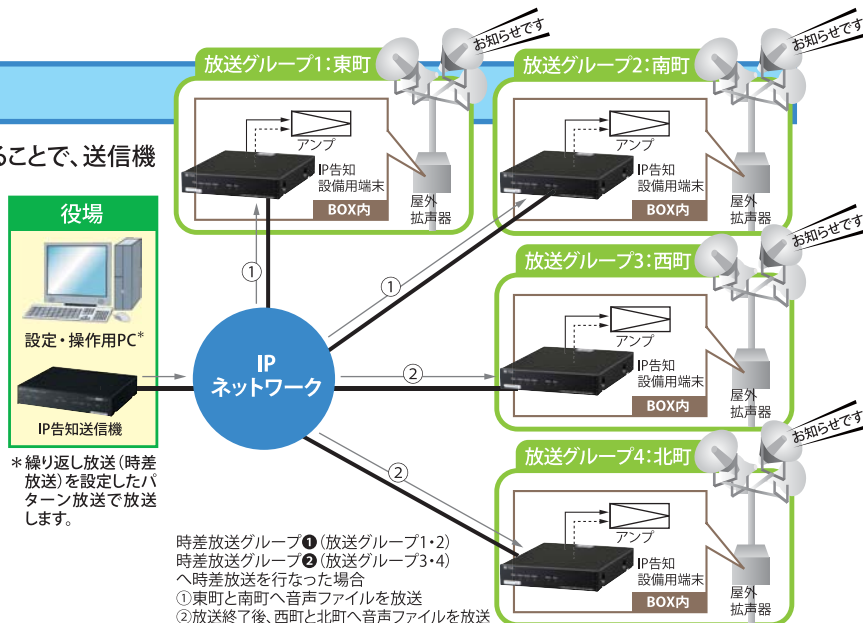 ることで、送信機
役場
設定・操作用PC*
IP告知送信機
*繰り返し放送(時差
放送)を設定したパ
ターン放送で放送
します。
IP
ネットワーク
①
①
②
②
放送グループ1:東町
お知らせです
アンプ
IP告知
設備用端末
BOX内
屋外
拡声器
放送グループ2:南町
お知らせです
アンプ
IP告知
設備用端末
BOX内
屋外
拡声器
放送グループ3:西町
お知らせです
アンプ
IP告知
設備用端末
BOX内
屋外
拡声器
放送グループ4:北町
お知らせです
アンプ
IP告知
設備用端末
BOX内
屋外
拡声器
時差放送グループ❶(放送グループ1・2)
時差放送グループ❷(放送グループ3・4)
へ時差放送を行なった場合
①東町と南町へ音声ファイルを放送
②放送終了後、西町と北町へ音声ファイルを放送